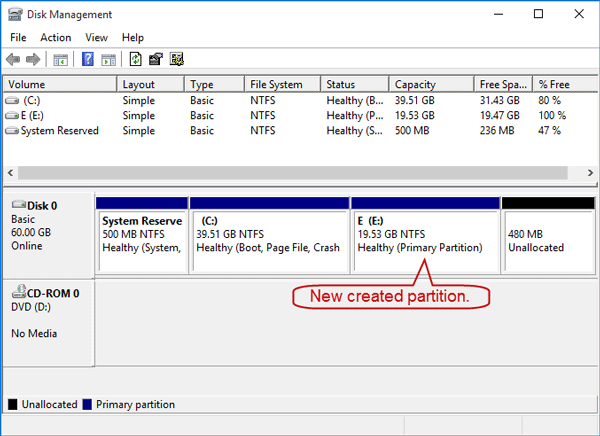 Disk Management
File Action View Help
Volume Layout Type File System Status Capacity Free Spa... % Free
(C:) Simple Basic NTFS Healthy (B... 39.51 GB 31.43 GB 80 %
E (E:) Simple Basic NTFS Healthy (P... 19.53 GB 19.47 GB 100 %
System Reserved Simple Basic NTFS Healthy (S... 500 MB 236 MB 47 %
Disk 0
Basic
60.00 GB
Online
System Reserve
500 MB NTFS
Healthy (System,
(C:)
39.51 GB NTFS
Healthy (Boot, Page File, Crash
E (E:)
19.53 GB NTFS
Healthy (Primary Partition)
480 MB
Unallocated
New created partition.
CD-ROM 0
DVD (D:)
No Media
Unallocated Primary partition